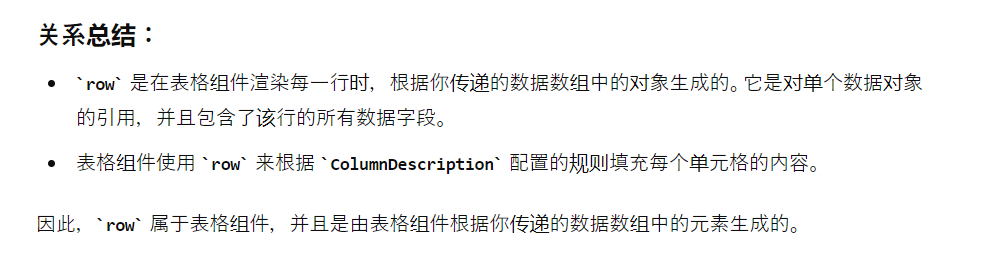 关系总结：
• `row` 是在表格组件渲染每一行时，根据你传递的数据数组中的对象生成的。它是对单个数据对象
的引用，并且包含了该行的所有数据字段。
• 表格组件使用 `row` 来根据 `ColumnDescription` 配置的规则填充每个单元格的内容。
因此，`row` 属于表格组件，并且是由表格组件根据你传递的数据数组中的元素生成的。